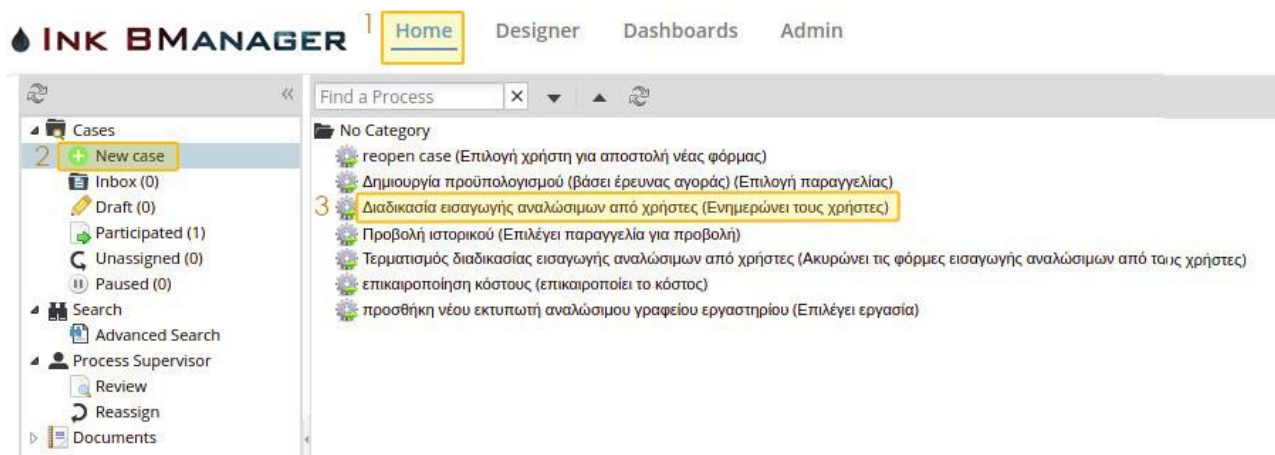 INK BMANAGER 1 Home Designer Dashboards Admin
Find a Process
Cases
2 New case
Inbox (0)
Draft (0)
Participated (1)
Unassigned (0)
Paused (0)
Search
Advanced Search
Process Supervisor
Review
Reassign
Documents
No Category
reopen case (Επιλογή χρήστη για αποστολή νέας φόρμας)
Δημιουργία προϋπολογισμού (βάσει έρευνας αγοράς) (Επιλογή παραγγελίας)
3 Διαδικασία εισαγωγής αναλώσιμων από χρήστες (Ενημερώνει τους χρήστες)
Προβολή ιστορικού (Επιλέγει παραγγελία για προβολή)
Τερματισμός διαδικασίας εισαγωγής αναλώσιμων από χρήστες (Ακυρώνει τις φόρμες εισαγωγής αναλώσιμων από τους χρήστες)
επικαιροποίηση κόστους (επικαιροποίει το κόστος)
προσθήκη νέου εκτυπωτή αναλώσιμου γραφείου εργαστηρίου (Επιλέγει εργασία)